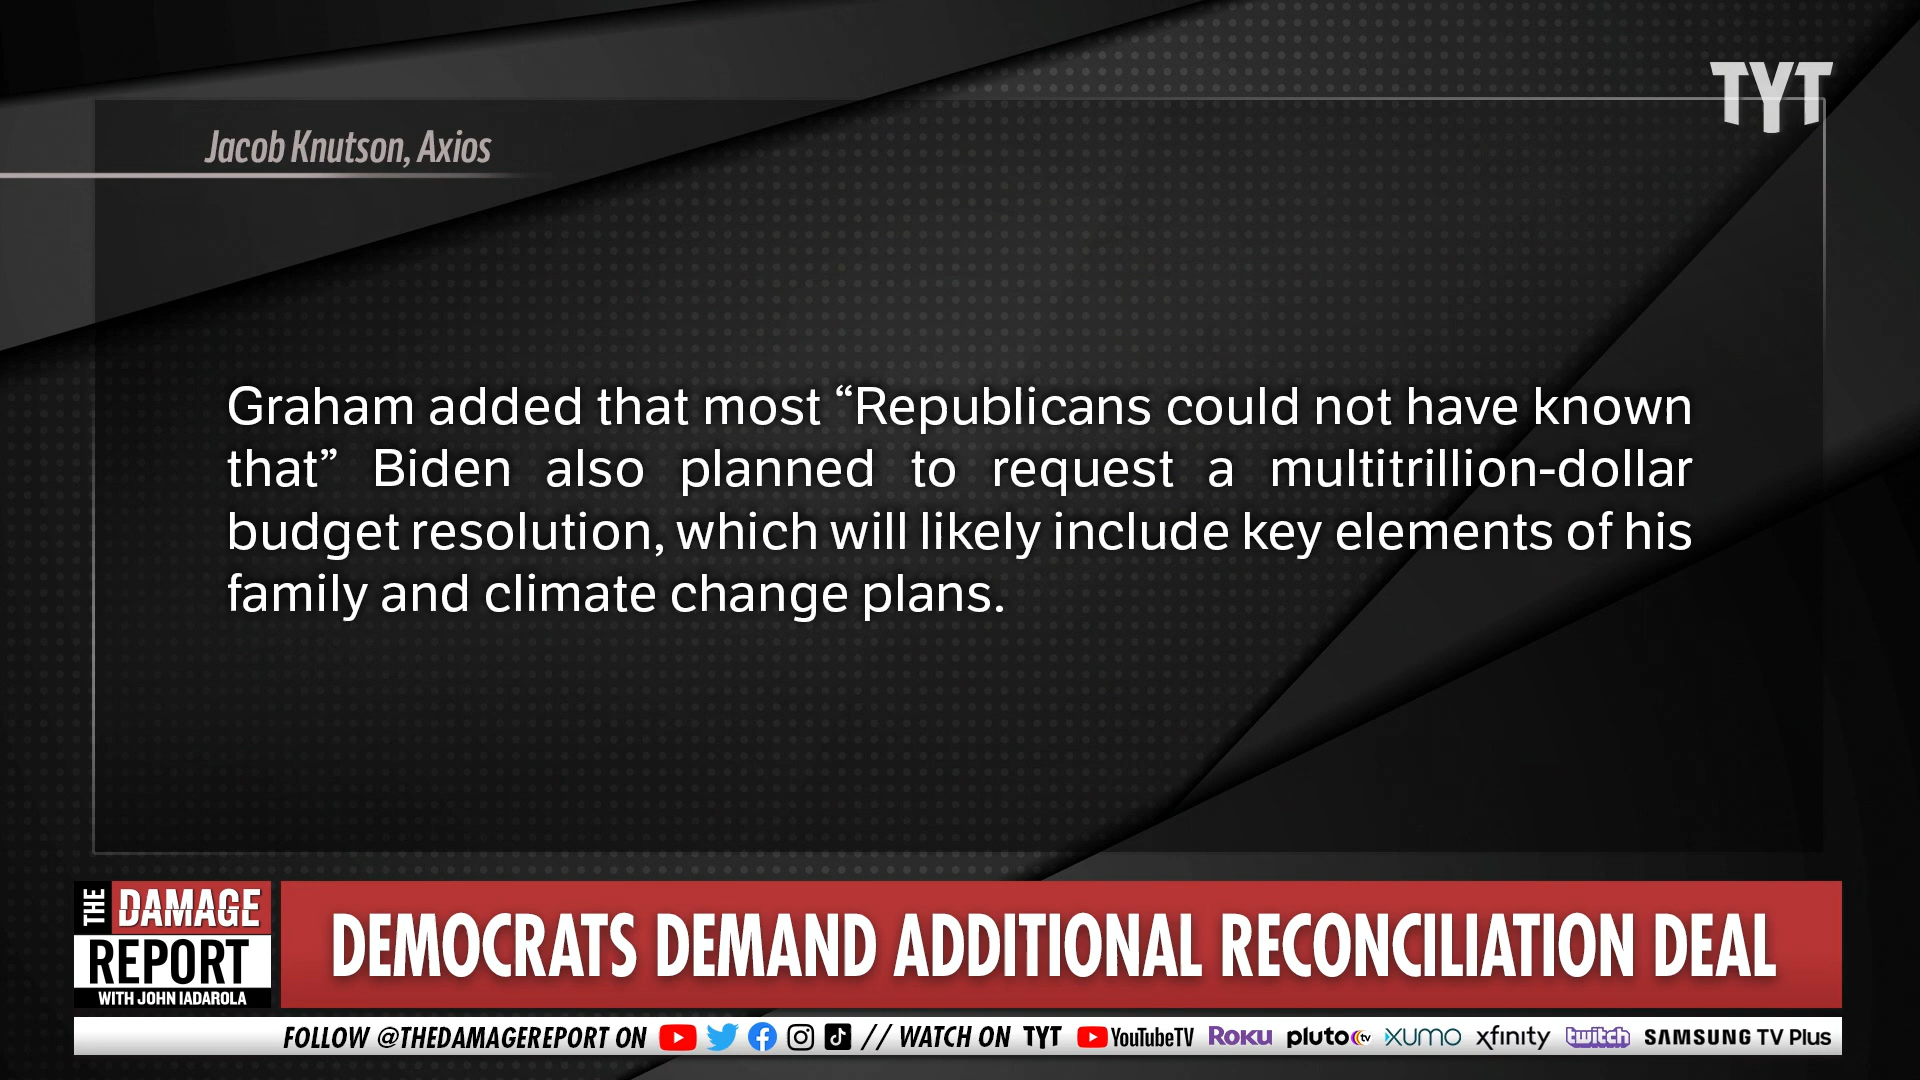 TYT
Jacob Knutson, Axios
Graham added that most “Republicans could not have known
that” Biden also planned to request a multitrillion-dollar
budget resolution, which will likely include key elements of his
family and climate change plans.
THE DAMAGE
REPORT
WITH JOHN IADAROLA
DEMOCRATS DEMAND ADDITIONAL RECONCILIATION DEAL
FOLLOW @THEDAMAGEREPORT ON // WATCH ON TYT YouTubeTV ROKU pluto tv XUMO xfinity twitch SAMSUNG TV Plus